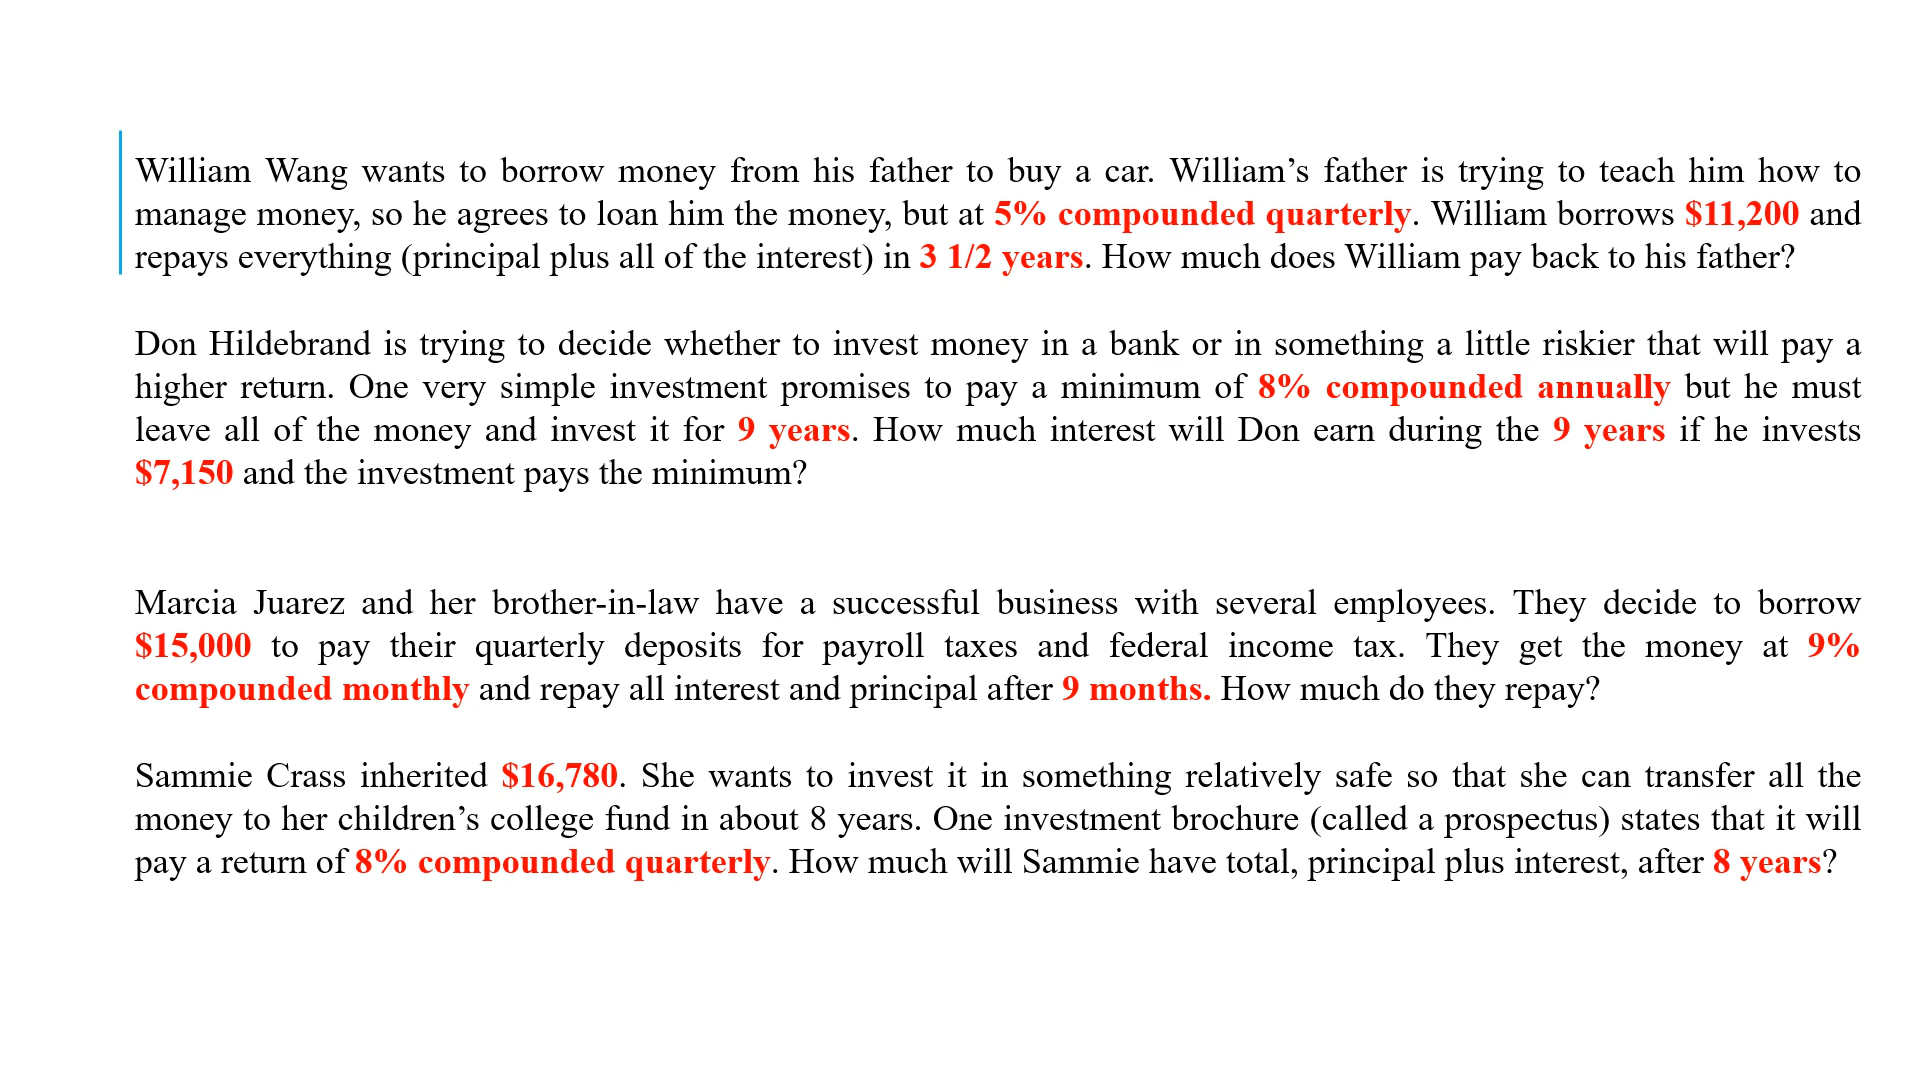 William Wang wants to borrow money from his father to buy a car. William’s father is trying to teach him how to
manage money, so he agrees to loan him the money, but at 5% compounded quarterly. William borrows $11,200 and
repays everything (principal plus all of the interest) in 3 1/2 years. How much does William pay back to his father?
Don Hildebrand is trying to decide whether to invest money in a bank or in something a little riskier that will pay a
higher return. One very simple investment promises to pay a minimum of 8% compounded annually but he must
leave all of the money and invest it for 9 years. How much interest will Don earn during the 9 years if he invests
$7,150 and the investment pays the minimum?
Marcia Juarez and her brother-in-law have a successful business with several employees. They decide to borrow
$15,000 to pay their quarterly deposits for payroll taxes and federal income tax. They get the money at 9%
compounded monthly and repay all interest and principal after 9 months. How much do they repay?
Sammie Crass inherited $16,780. She wants to invest it in something relatively safe so that she can transfer all the
money to her children’s college fund in about 8 years. One investment brochure (called a prospectus) states that it will
pay a return of 8% compounded quarterly. How much will Sammie have total, principal plus interest, after 8 years?